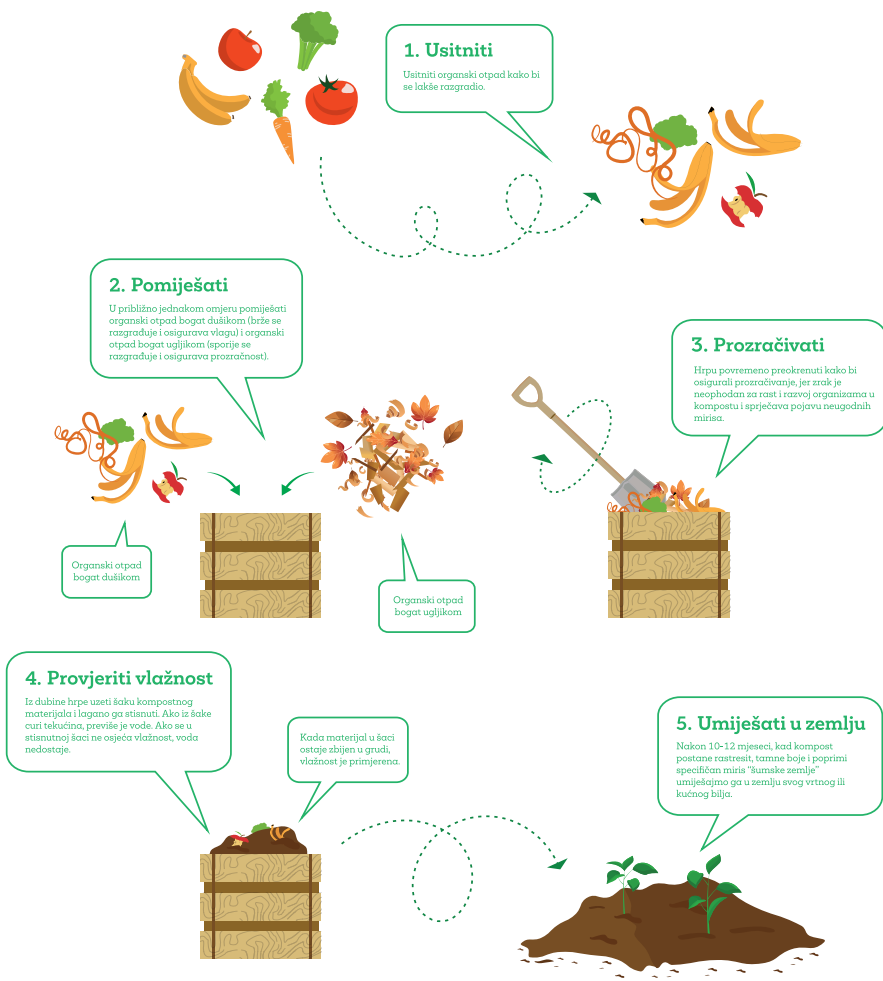 1. Usitniti
Usitniti organski otpad kako bi
se lakše razgradio.
2. Pomiješati
U približno jednakom omjeru pomiješati
organski otpad bogat dušikom (brže se
razgrađuje i osigurava vlagu) i organski
otpad bogat ugljikom (sporije se
razgrađuje i osigurava prozračnost).
3. Prozračivati
Hrpu povremeno preokrenuti kako bi
osigurali prozračivanje, jer zrak je
neophodan za rast i razvoj organizama u
kompostu i sprječava pojavu neugodnih
mirisa.
Organski otpad
bogat dušikom
Organski otpad
bogat ugljikom
4. Provjeriti vlažnost
Iz dubine hrpe uzeti šaku kompostnog
materijala i lagano ga stisnuti. Ako iz šake
curi tekućina, previše je vode. Ako se u
stisnutnoj šaci ne osjeća vlažnost, voda
nedostaje.
Kada materijal u šaci
ostaje zbijen u grudi,
vlažnost je primjerena.
5. Umiješati u zemlju
Nakon 10-12 mjeseci, kad kompost
postane rastresit, tamne boje i poprimi
specifičan miris "šumske zemlje"
umiješajmo ga u zemlju svog vrtnog ili
kućnog bilja.